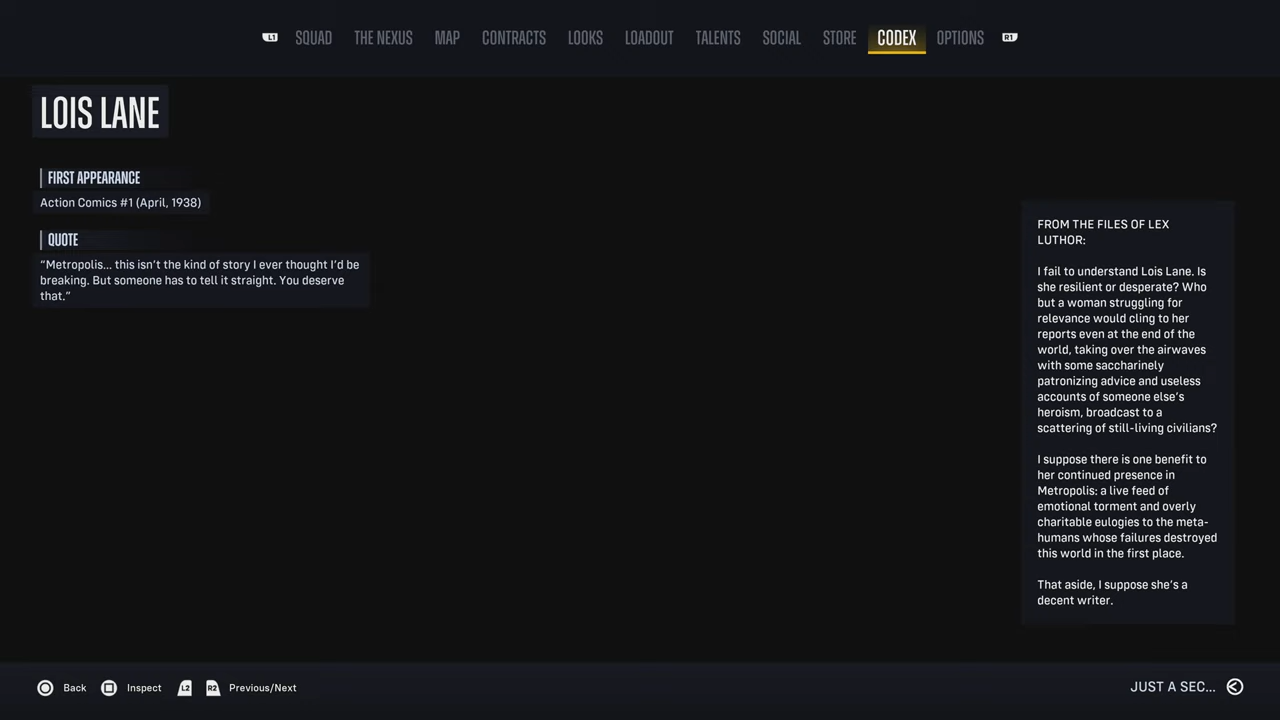 L1 SQUAD THE NEXUS MAP CONTRACTS LOOKS LOADOUT TALENTS SOCIAL STORE CODEX OPTIONS R1
LOIS LANE
FIRST APPEARANCE
Action Comics #1 (April, 1938)
QUOTE
“Metropolis... this isn’t the kind of story I ever thought I’d be
breaking. But someone has to tell it straight. You deserve
that.”
FROM THE FILES OF LEX
LUTHOR:
I fail to understand Lois Lane. Is
she resilient or desperate? Who
but a woman struggling for
relevance would cling to her
reports even at the end of the
world, taking over the airwaves
with some saccharinely
patronizing advice and useless
accounts of someone else’s
heroism, broadcast to a
scattering of still-living civilians?
I suppose there is one benefit to
her continued presence in
Metropolis: a live feed of
emotional torment and overly
charitable eulogies to the meta-
humans whose failures destroyed
this world in the first place.
That aside, I suppose she’s a
decent writer.
Back Inspect L2 R2 Previous/Next
JUST A SEC...